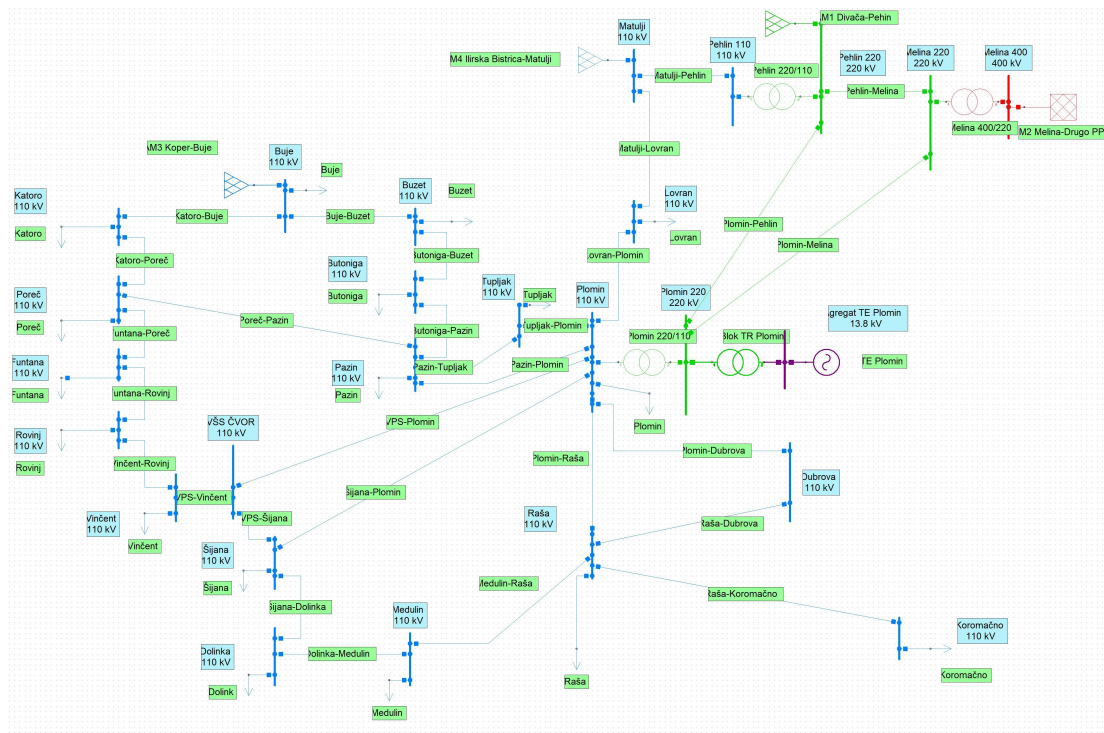 Matulji
110 kV
AM1 Divača-Pehin
AM4 Ilirska Bistrica-Matulji
Pehlin 110
110 kV
Pehlin 220
220 kV
Melina 220
220 kV
Melina 400
400 kV
Matulji-Pehlin
Pehlin 220/110
Pehlin-Melina
Melina 400/220
M2 Melina-Drugo PP
AM3 Koper-Buje
Buje
110 kV
Matulji-Lovran
Buje
Buzet
110 kV
Buzet
Lovran
110 kV
Katoro
110 kV
Katoro-Buje
Buje-Buzet
Plomin-Pehlin
Katoro
Lovran
Plomin-Melina
Katoro-Poreč
Butoniga-Buzet
Lovran-Plomin
Butoniga
110 kV
Tupljak
110 kV
Plomin
110 kV
Plomin 220
220 kV
Poreč
110 kV
Butoniga
Tupljak
Agregat TE Plomin
13.8 kV
Poreč
Poreč-Pazin
Funtana-Poreč
Butoniga-Pazin
Tupljak-Plomin
Plomin 220/110
Blok TR Plomin
Funtana
110 kV
Pazin
110 kV
Pazin-Tupljak
Pazin-Plomin
TE Plomin
Funtana
Funtana-Rovinj
Pazin
Rovinj
110 kV
VŠS ČVOR
110 kV
VPS-Plomin
Plomin
Rovinj
Vinčent-Rovinj
Plomin-Raša
Plomin-Dubrova
Dubrova
110 kV
VPS-Vinčent
Šijana-Plomin
Vinčent
110 kV
VPS-Šijana
Raša
110 kV
Raša-Dubrova
Vinčent
Šijana
110 kV
Šijana
Medulin-Raša
Raša-Koromačno
Šijana-Dolinka
Medulin
110 kV
Koromačno
110 kV
Dolinka
110 kV
Dolinka-Medulin
Koromačno
Raša
Dolink
Medulin